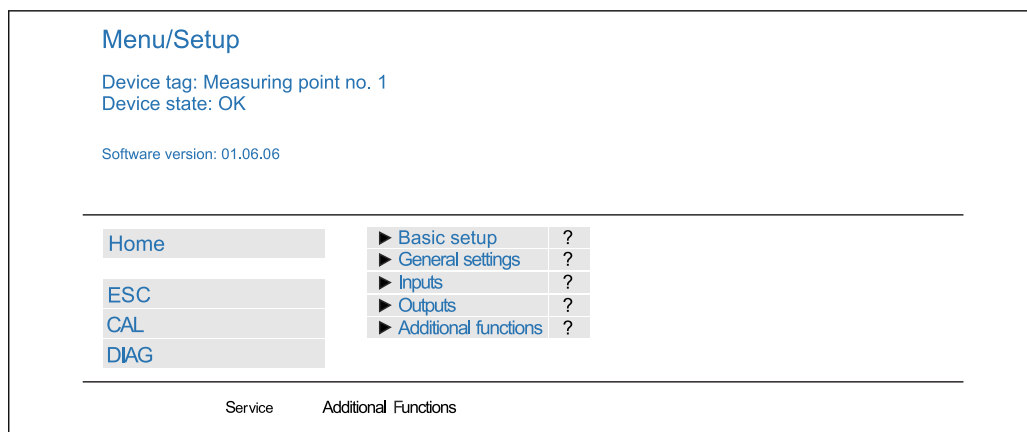 Menu/Setup
Device tag: Measuring point no. 1
Device state: OK
Software version: 01.06.06
Home
ESC
CAL
DIAG
► Basic setup ?
► General settings ?
► Inputs ?
► Outputs ?
► Additional functions ?
Service Additional Functions